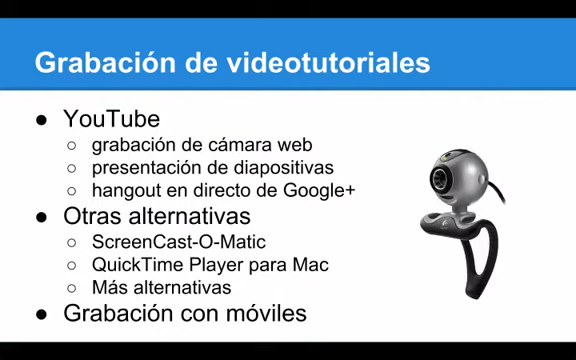 Grabación de videotutoriales
● YouTube
○ grabación de cámara web
○ presentación de diapositivas
○ hangout en directo de Google+
● Otras alternativas
○ ScreenCast-O-Matic
○ QuickTime Player para Mac
○ Más alternativas
● Grabación con móviles